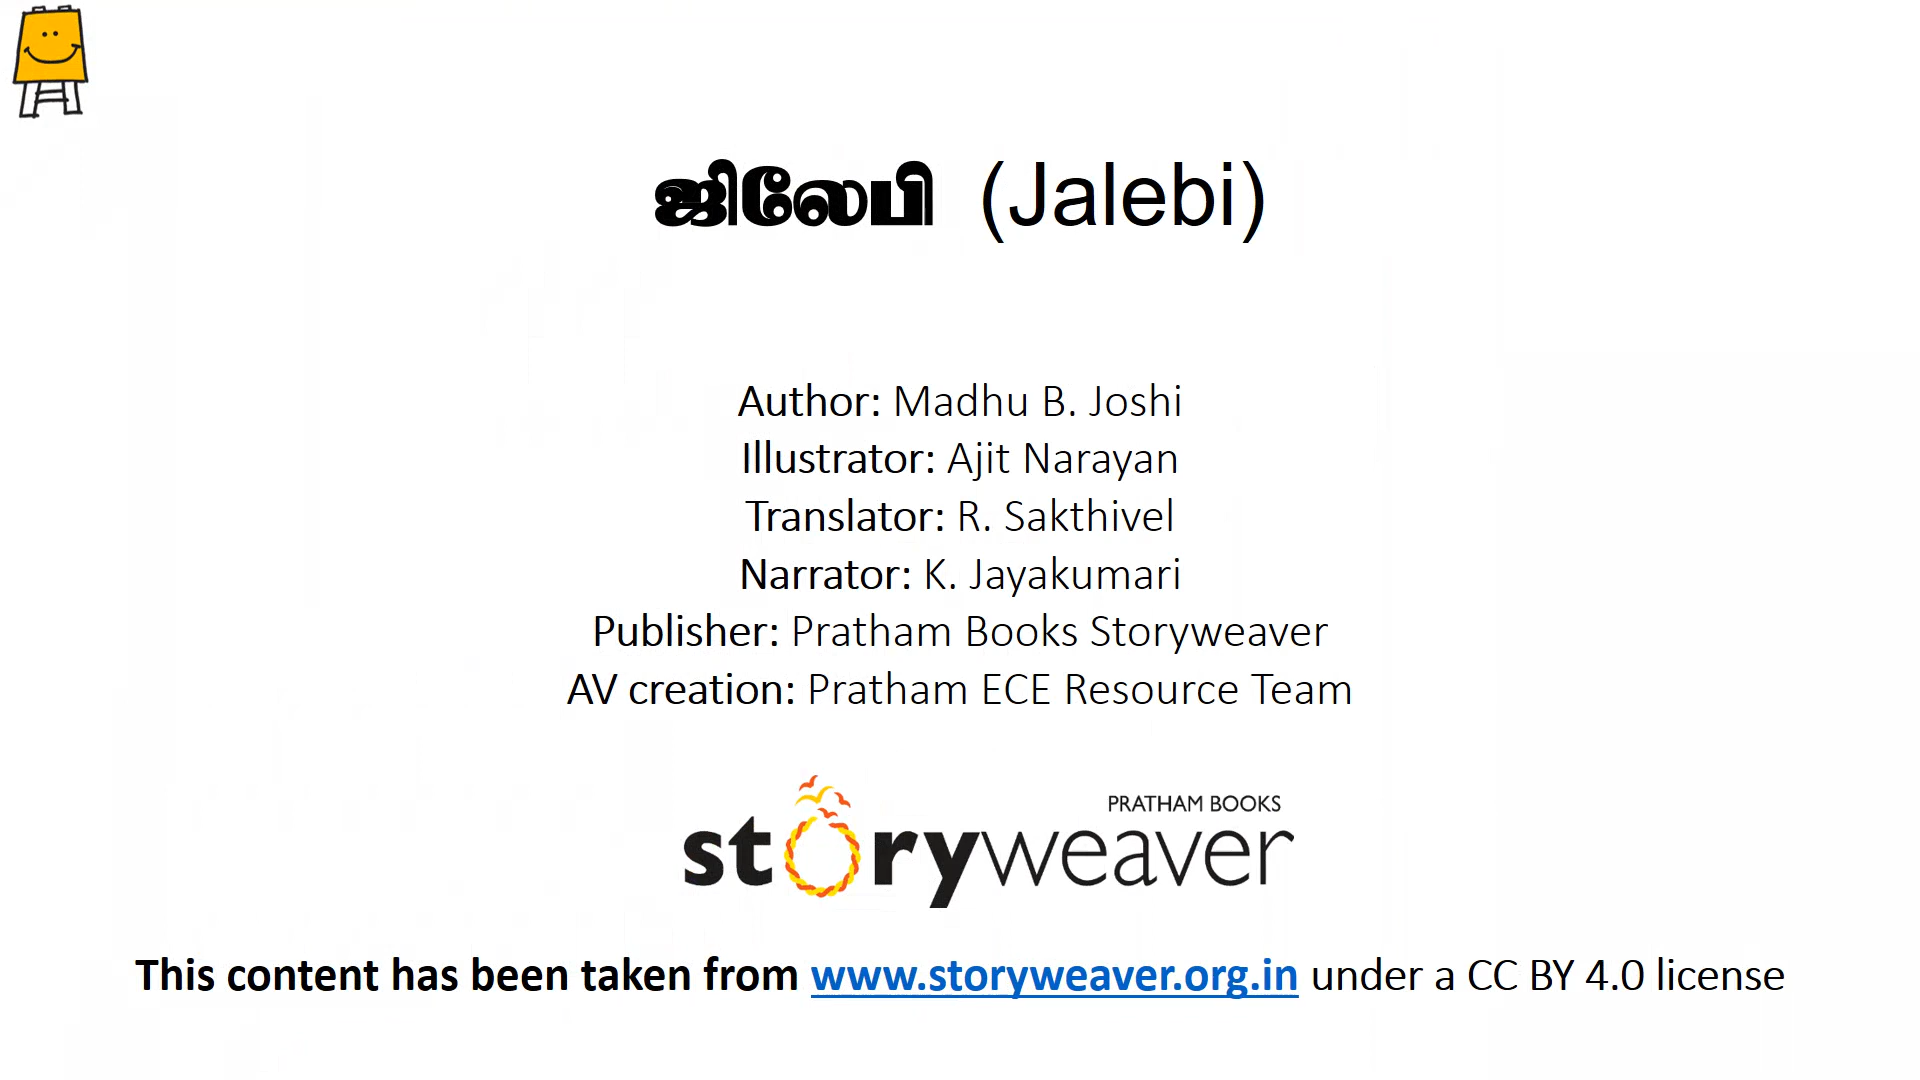 ஜிலேபி (Jalebi)
Author: Madhu B. Joshi
Illustrator: Ajit Narayan
Translator: R. Sakthivel
Narrator: K. Jayakumari
Publisher: Pratham Books Storyweaver
AV creation: Pratham ECE Resource Team
PRATHAM BOOKS
storyweaver
This content has been taken from www.storyweaver.org.in under a CC BY 4.0 license